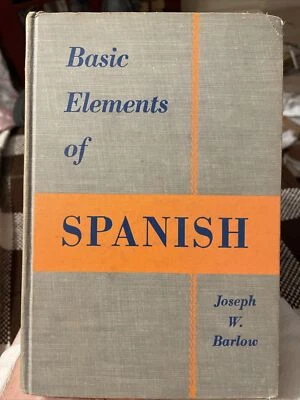 Basic
Elements
of
SPANISH
Joseph
W.
Barlow